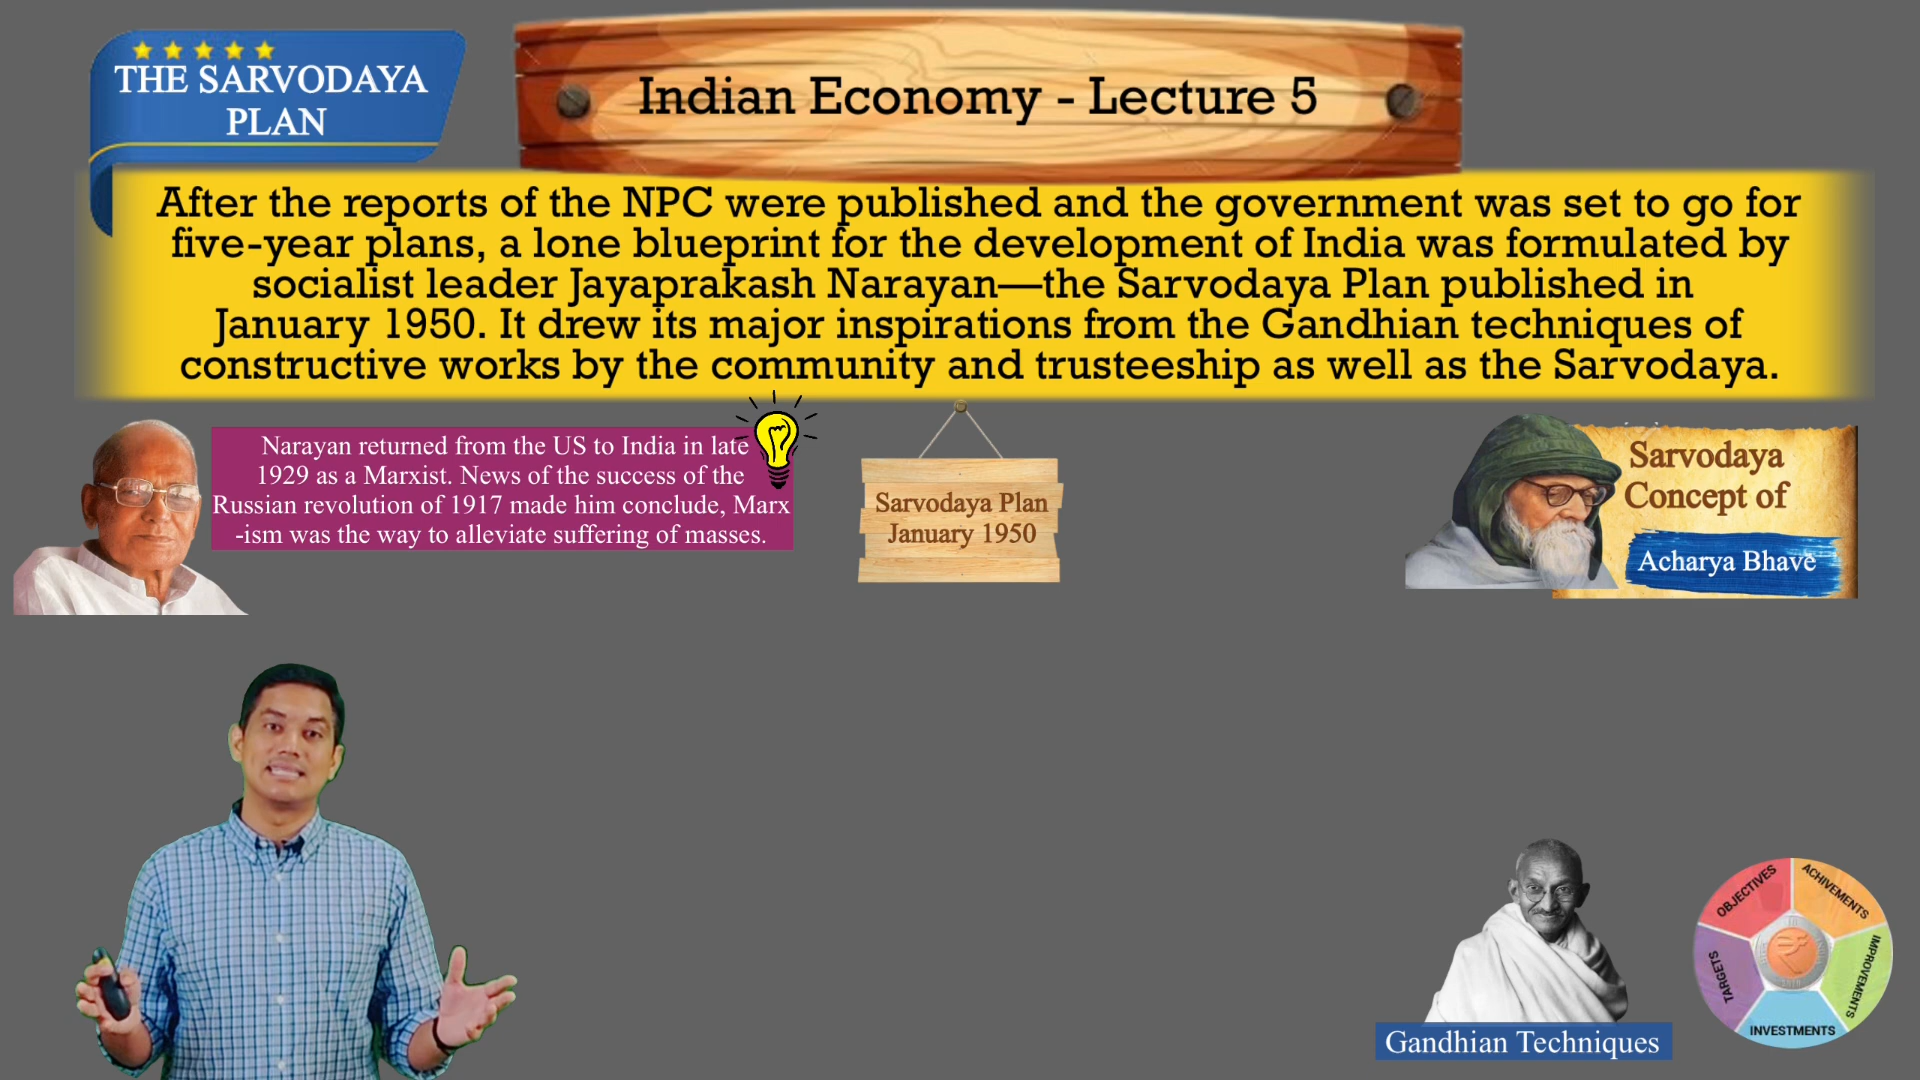 THE SARVODAYA
PLAN
Indian Economy - Lecture 5
After the reports of the NPC were published and the government was set to go for
five-year plans, a lone blueprint for the development of India was formulated by
socialist leader Jayaprakash Narayan—the Sarvodaya Plan published in
January 1950. It drew its major inspirations from the Gandhian techniques of
constructive works by the community and trusteeship as well as the Sarvodaya.
Narayan returned from the US to India in late
1929 as a Marxist. News of the success of the
Russian revolution of 1917 made him conclude, Marx
-ism was the way to alleviate suffering of masses.
Sarvodaya Plan
January 1950
Sarvodaya
Concept of
Acharya Bhave
Gandhian Techniques
OBJECTIVES
ACHIVEMENTS
IMPROVEMENTS
INVESTMENTS
TARGETS
₹